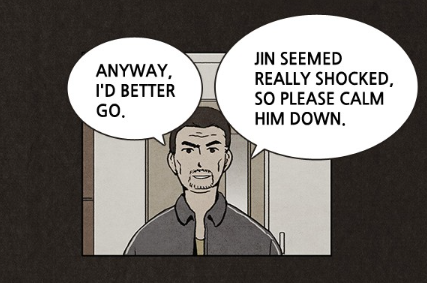 ANYWAY,
I'D BETTER
GO.
JIN SEEMED
REALLY SHOCKED,
SO PLEASE CALM
HIM DOWN.